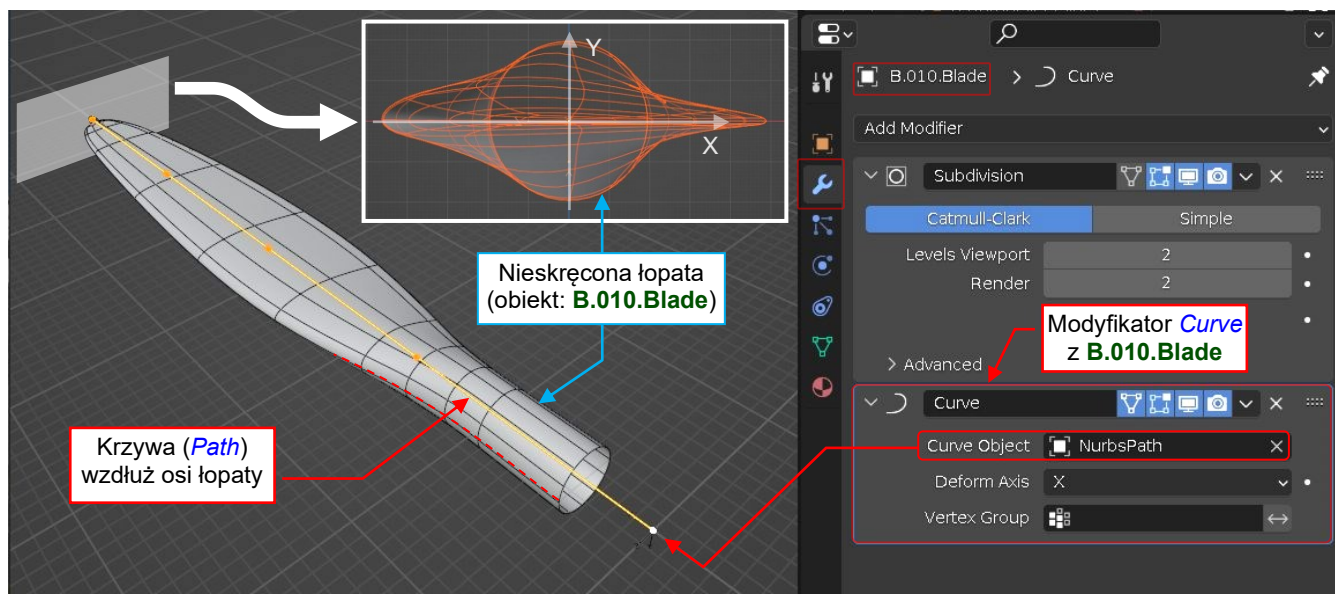 Y
X
Nieskręcona łopata
(obiekt: B.010.Blade)
Krzywa (Path)
wzdłuż osi łopaty
B.010.Blade > Curve
Add Modifier
Subdivision
Catmull-Clark Simple
Levels Viewport 2
Render 2
Modyfikator Curve
z B.010.Blade
> Advanced
Curve
Curve Object NurbsPath
Deform Axis X
Vertex Group